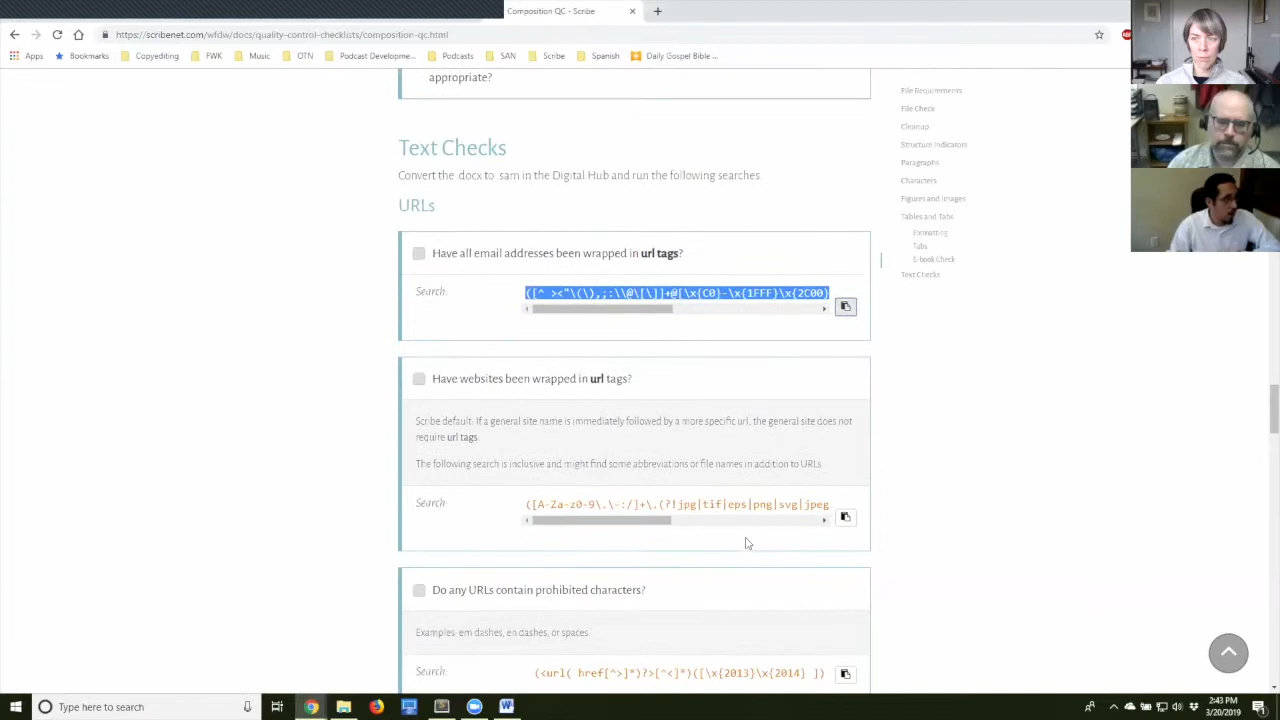 Composition QC - Scribe
https://scribenet.com/wfdw/docs/quality-control-checklists/composition-qc.html
Apps Bookmarks Copyediting FWK Music OTN Podcast Developme... Podcasts SAN Scribe Spanish Daily Gospel Bible ...
appropriate?
File Requirements
File Check
Cleanup
Structure Indicators
Paragraphs
Characters
Figures and Images
Tables and Tabs
Formatting
Tabs
E-book Check
Text Checks
Text Checks
Convert the .docx to .sam in the Digital Hub and run the following searches.
URLs
Have all email addresses been wrapped in url tags?
Search: ([^ ><"\(\),;:\\@\[\]]+@[\x{C0}-\x{1FFF}\x{2C00}
Have websites been wrapped in url tags?
Scribe default: If a general site name is immediately followed by a more specific url, the general site does not
require url tags.
The following search is inclusive and might find some abbreviations or file names in addition to URLs.
Search: ([A-Za-z0-9\.\-:/]+\.(?!jpg|tif|eps|png|svg|jpeg
Do any URLs contain prohibited characters?
Examples: em dashes, en dashes, or spaces.
Search: (<url( href[^>]*)?>[^<]*)([\x{2013}\x{2014} ])
Type here to search
2:43 PM
3/20/2019